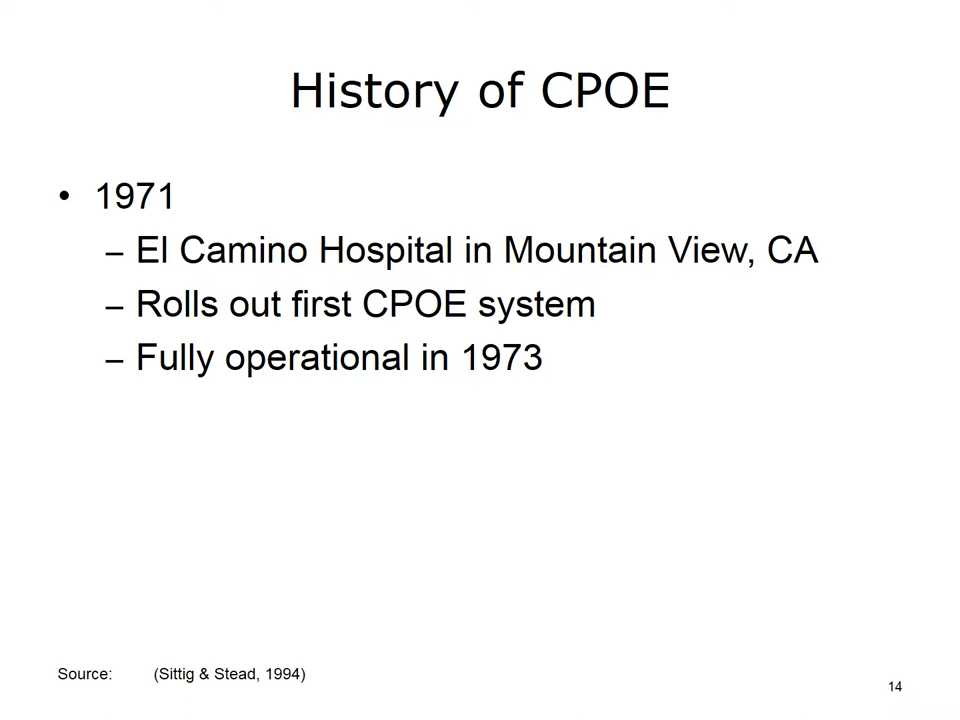 History of CPOE
• 1971
– El Camino Hospital in Mountain View, CA
– Rolls out first CPOE system
– Fully operational in 1973
Source: (Sittig & Stead, 1994)
14